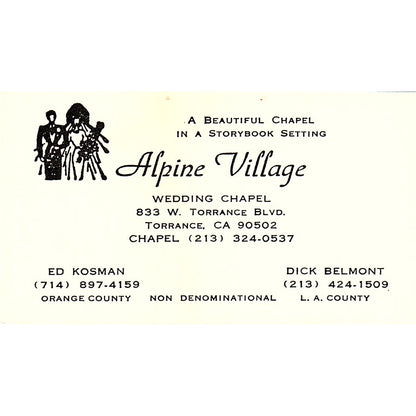 A Beautiful Chapel
in a Storybook Setting
Alpine Village
WEDDING CHAPEL
833 W. Torrance Blvd.
Torrance, CA 90502
CHAPEL (213) 324-0537
ED KOSMAN
(714) 897-4159
ORANGE COUNTY
NON DENOMINATIONAL
DICK BELMONT
(213) 424-1509
L. A. COUNTY